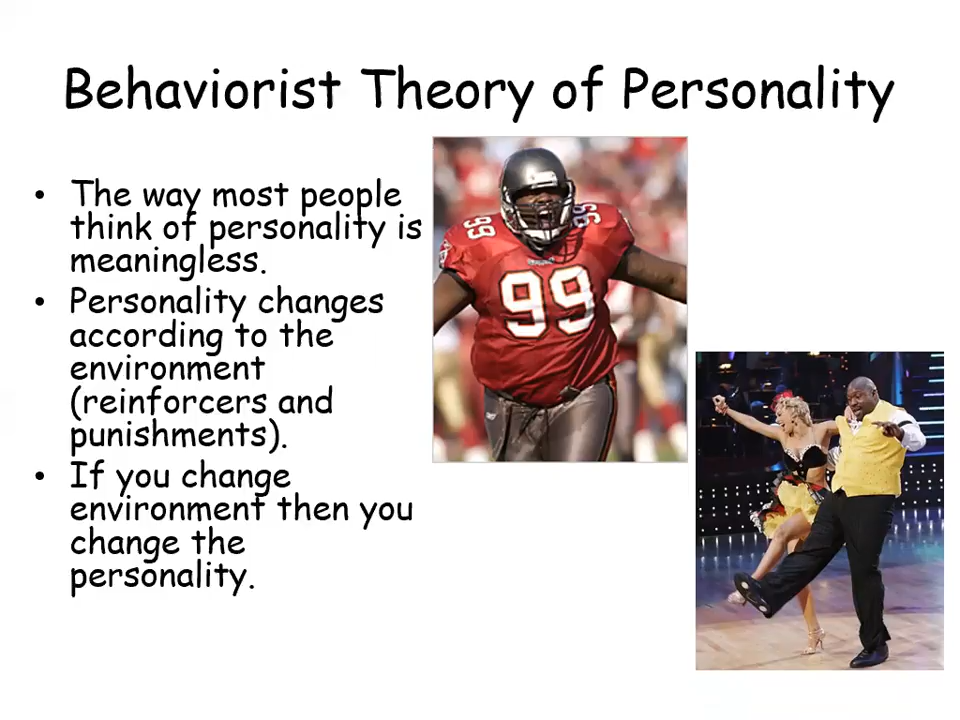 Behaviorist Theory of Personality
• The way most people
think of personality is
meaningless.
• Personality changes
according to the
environment
(reinforcers and
punishments).
• If you change
environment then you
change the
personality.
99
99
99